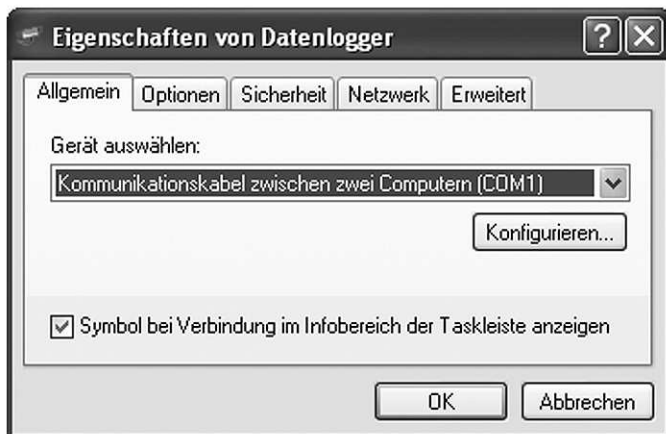 Eigenschaften von Datenlogger
Allgemein Optionen Sicherheit Netzwerk Erweitert
Gerät auswählen:
Kommunikationskabel zwischen zwei Computern (COM1)
Konfigurieren...
Symbol bei Verbindung im Infobereich der Taskleiste anzeigen
OK Abbrechen